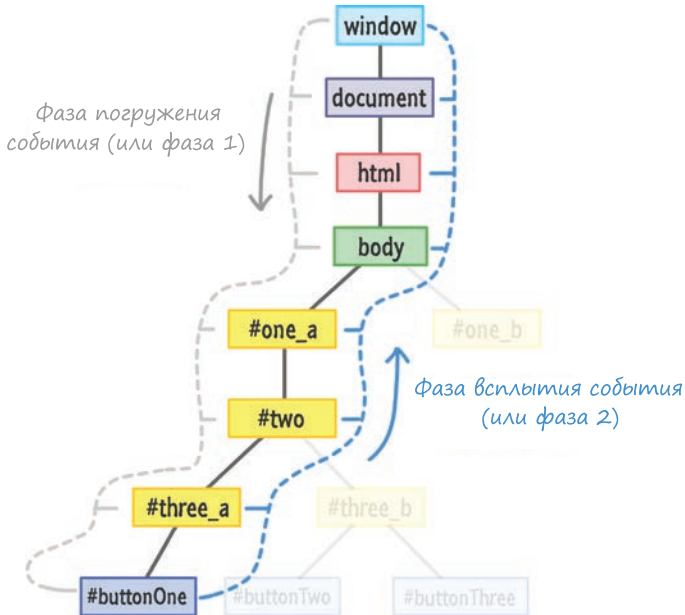 window
document
Фаза погружения
события (или фаза 1)
html
body
#one_a
#one_b
Фаза всплытия события
(или фаза 2)
#two
#three_a
#three_b
#buttonOne
#buttonTwo
#buttonThree